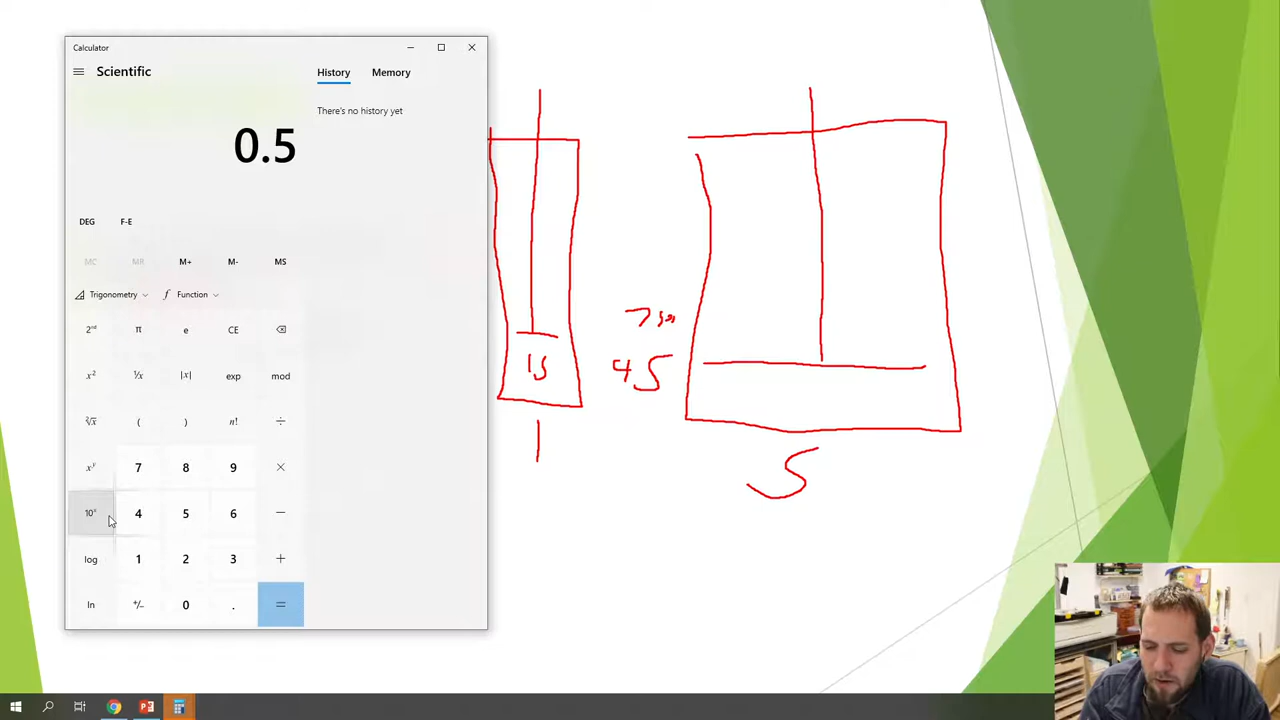 Calculator
Scientific
History
Memory
There's no history yet
0.5
DEG
F-E
MC
MR
M+
M-
MS
Trigonometry
f Function
2ⁿᵈ
π
e
CE
x²
¹/x
|x|
exp
mod
²√x
(
)
n!
÷
xʸ
7
8
9
×
10ˣ
4
5
6
−
log
1
2
3
+
ln
+/−
0
.
=
15
45
1
5